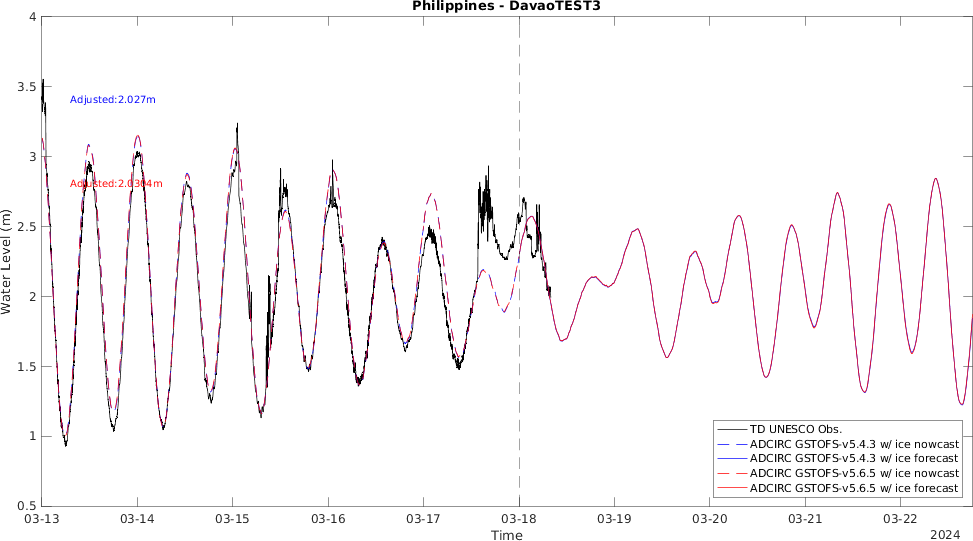 Philippines - DavaoTEST3
Water Level (m)
4
3.5
3
2.5
2
1.5
1
0.5
Adjusted:2.027m
Adjusted:2.0304m
TD UNESCO Obs.
ADCIRC GSTOFS-v5.4.3 w/ ice nowcast
ADCIRC GSTOFS-v5.4.3 w/ ice forecast
ADCIRC GSTOFS-v5.6.5 w/ ice nowcast
ADCIRC GSTOFS-v5.6.5 w/ ice forecast
03-13 03-14 03-15 03-16 03-17 03-18 03-19 03-20 03-21 03-22
Time
2024